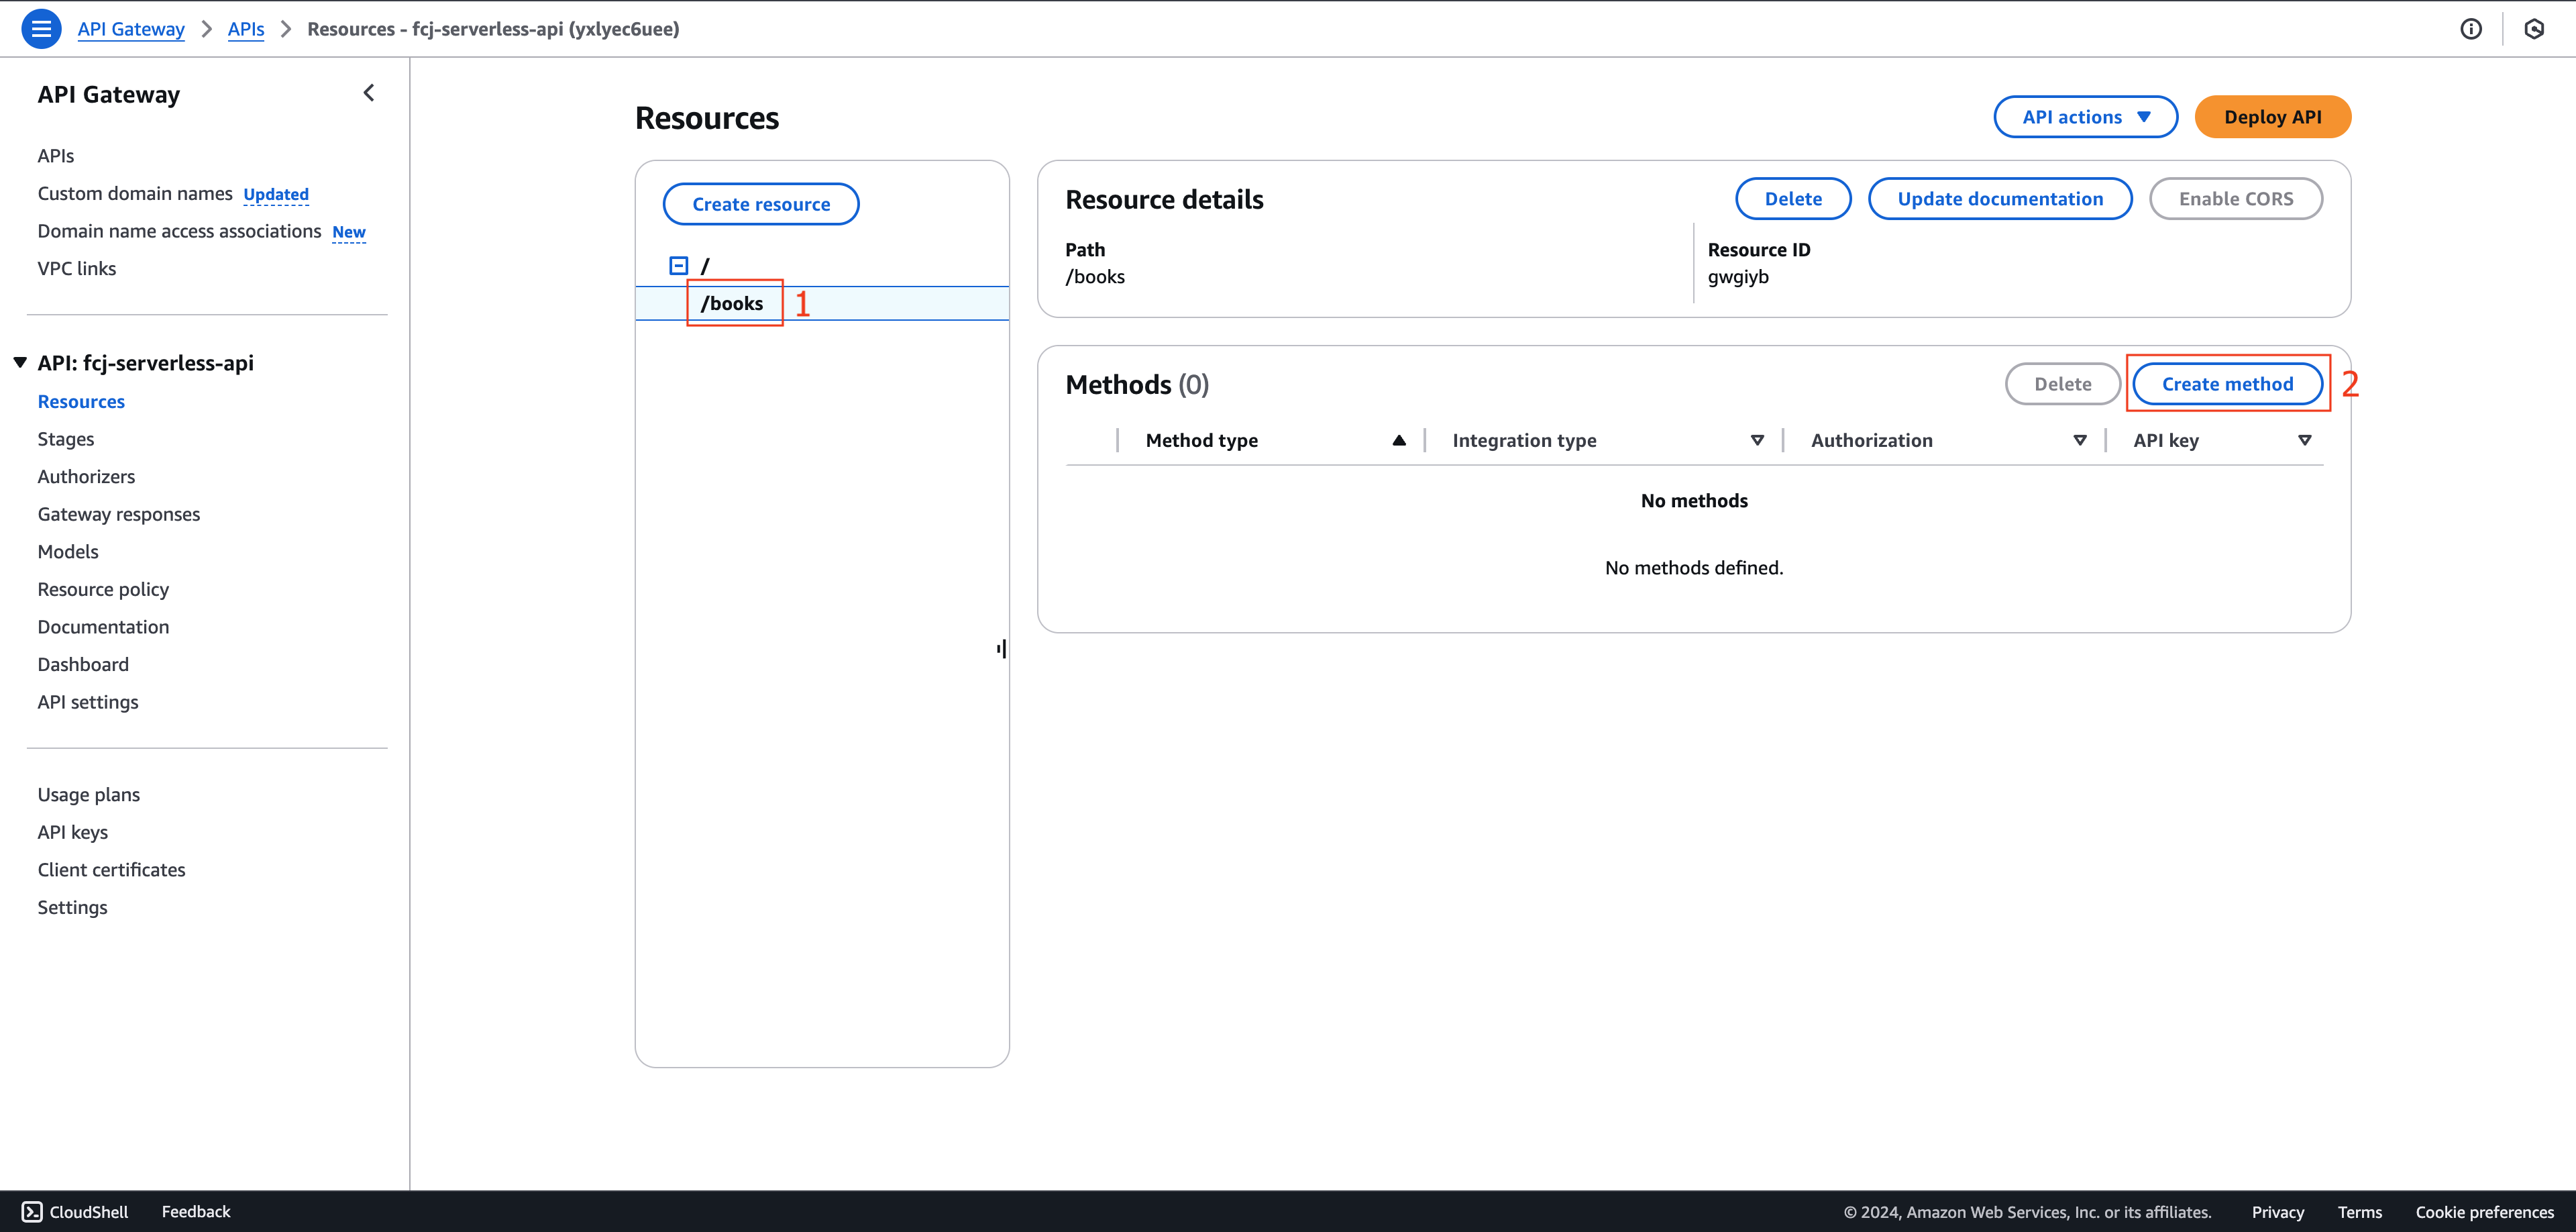 API Gateway > APIs > Resources - fcj-serverless-api (yxlyec6uee)
API Gateway
APIs
Custom domain names Updated
Domain name access associations New
VPC links
API: fcj-serverless-api
Resources
Stages
Authorizers
Gateway responses
Models
Resource policy
Documentation
Dashboard
API settings
Usage plans
API keys
Client certificates
Settings
Resources
API actions
Deploy API
Create resource
/
/books 1
Resource details
Delete
Update documentation
Enable CORS
Path
/books
Resource ID
gwgiyb
Methods (0)
Delete
Create method 2
Method type Integration type Authorization API key
No methods
No methods defined.
CloudShell Feedback © 2024, Amazon Web Services, Inc. or its affiliates. Privacy Terms Cookie preferences